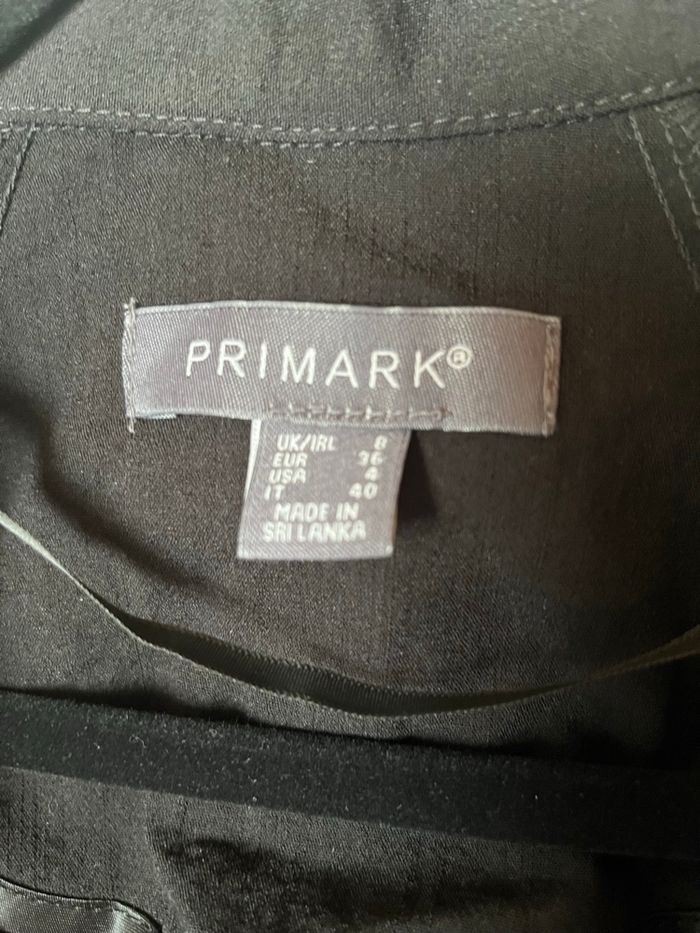 PRIMARK®
UK/IRL 8
EUR 36
USA 4
IT 40
MADE IN
SRI LANKA